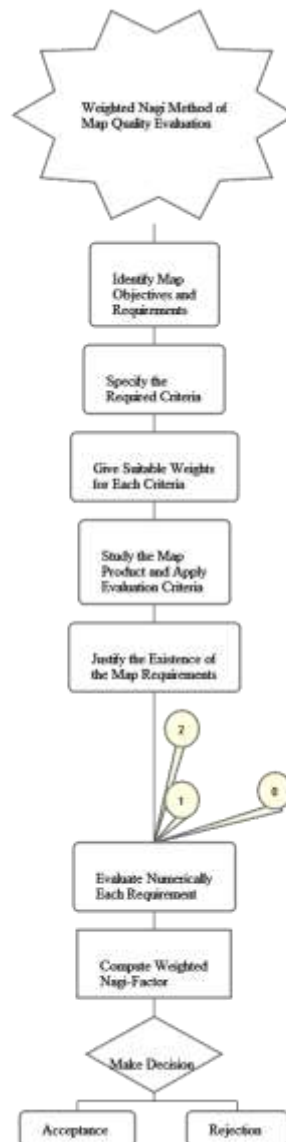 Weighted Nagi Method of
Map Quality Evaluation
Identify Map
Objectives and
Requirements
Specify the
Required Criteria
Give Suitable Weights
for Each Criteria
Study the Map
Product and Apply
Evaluation Criteria
Justify the Existence of
the Map Requirements
2
1
0
Evaluate Numerically
Each Requirement
Compute Weighted
Nagi-Factor
Make Decision
Acceptance
Rejection